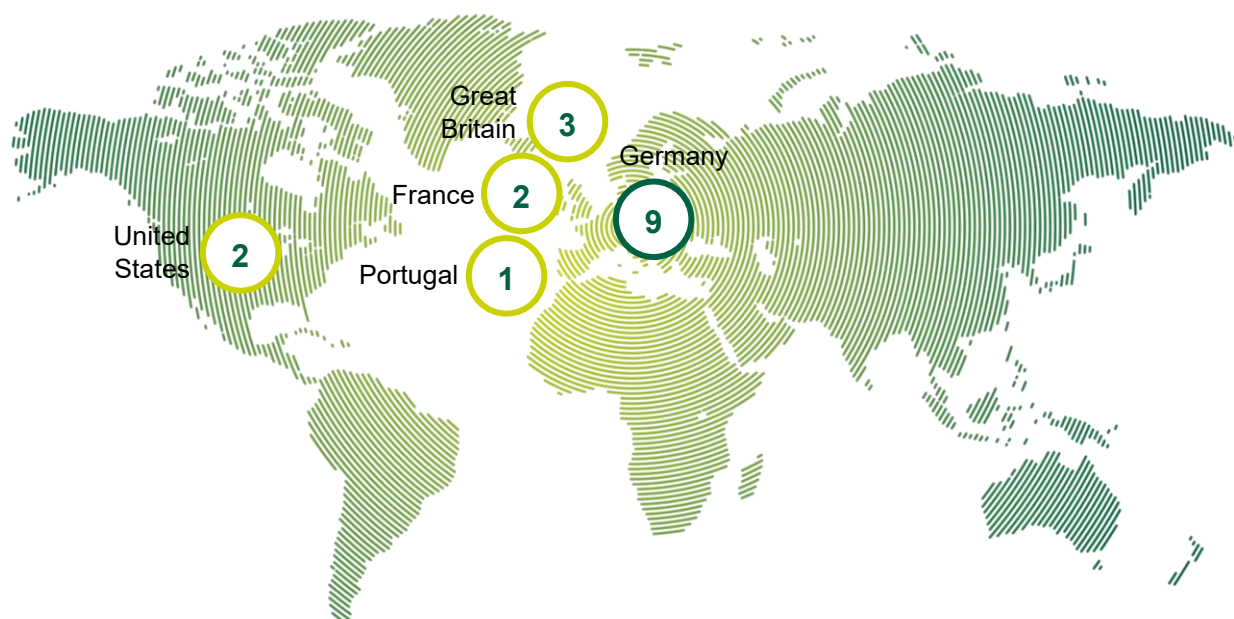 Great
Britain
3
Germany
France
2
9
United
States
2
Portugal
1